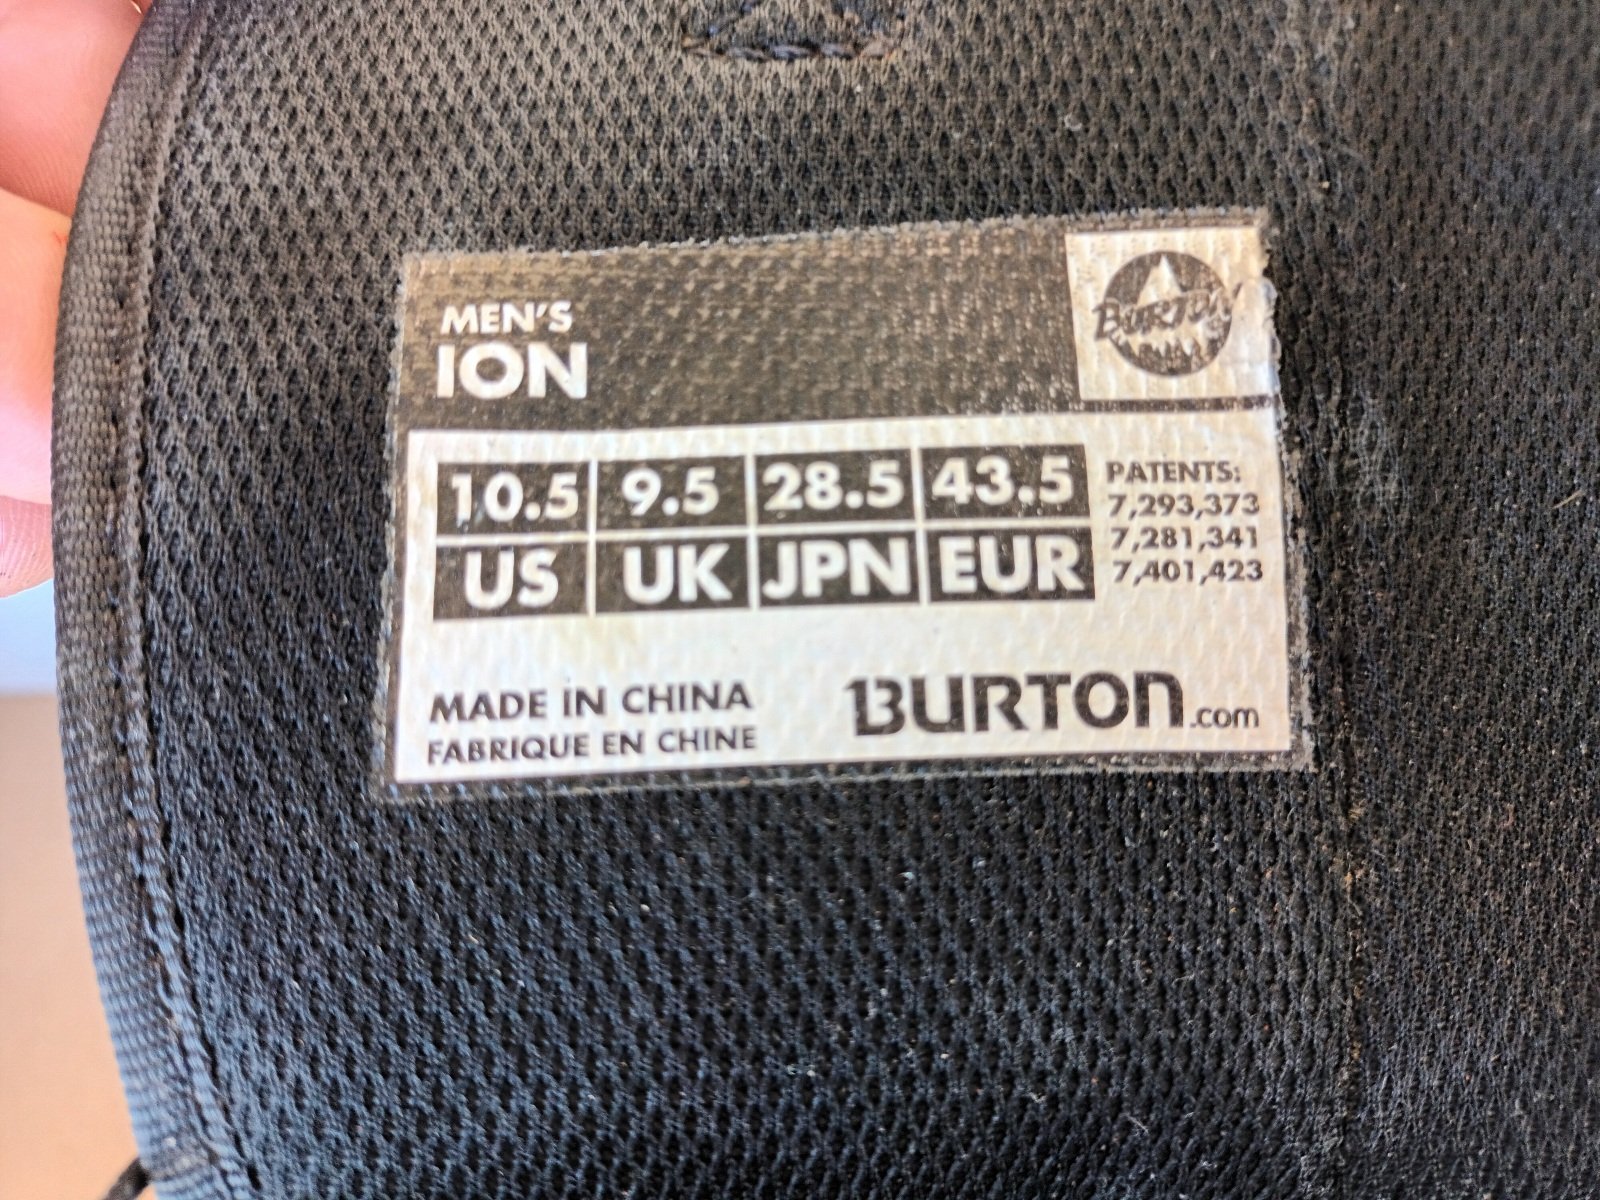 MEN'S
ION
BURTON
10.5 9.5 28.5 43.5
US UK JPN EUR
PATENTS:
7,293,373
7,281,341
7,401,423
MADE IN CHINA
FABRIQUE EN CHINE
BURTON.com